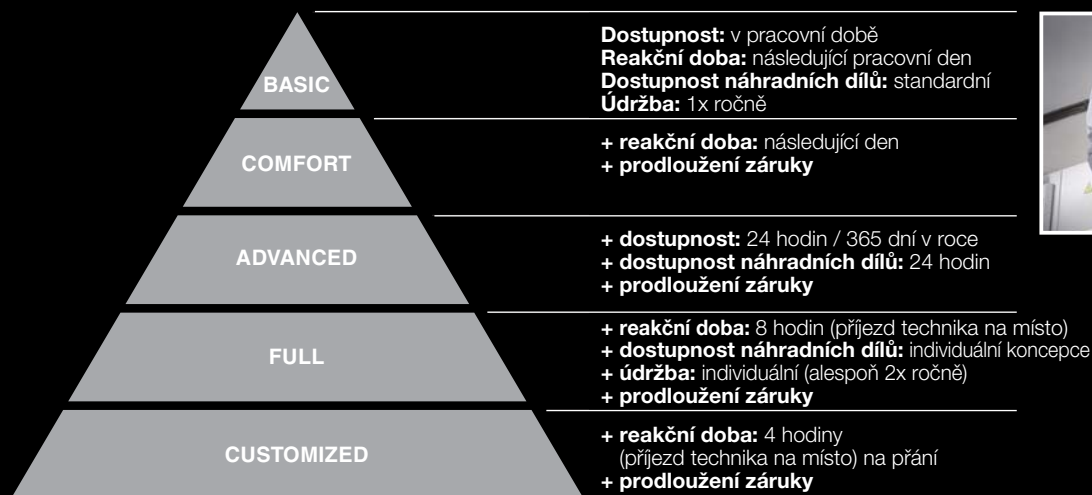 BASIC
Dostupnost: v pracovní době
Reakční doba: následující pracovní den
Dostupnost náhradních dílů: standardní
Údržba: 1x ročně
COMFORT
+ reakční doba: následující den
+ prodloužení záruky
ADVANCED
+ dostupnost: 24 hodin / 365 dní v roce
+ dostupnost náhradních dílů: 24 hodin
+ prodloužení záruky
FULL
+ reakční doba: 8 hodin (příjezd technika na místo)
+ dostupnost náhradních dílů: individuální koncepce
+ údržba: individuální (alespoň 2x ročně)
+ prodloužení záruky
CUSTOMIZED
+ reakční doba: 4 hodiny
(příjezd technika na místo) na přání
+ prodloužení záruky